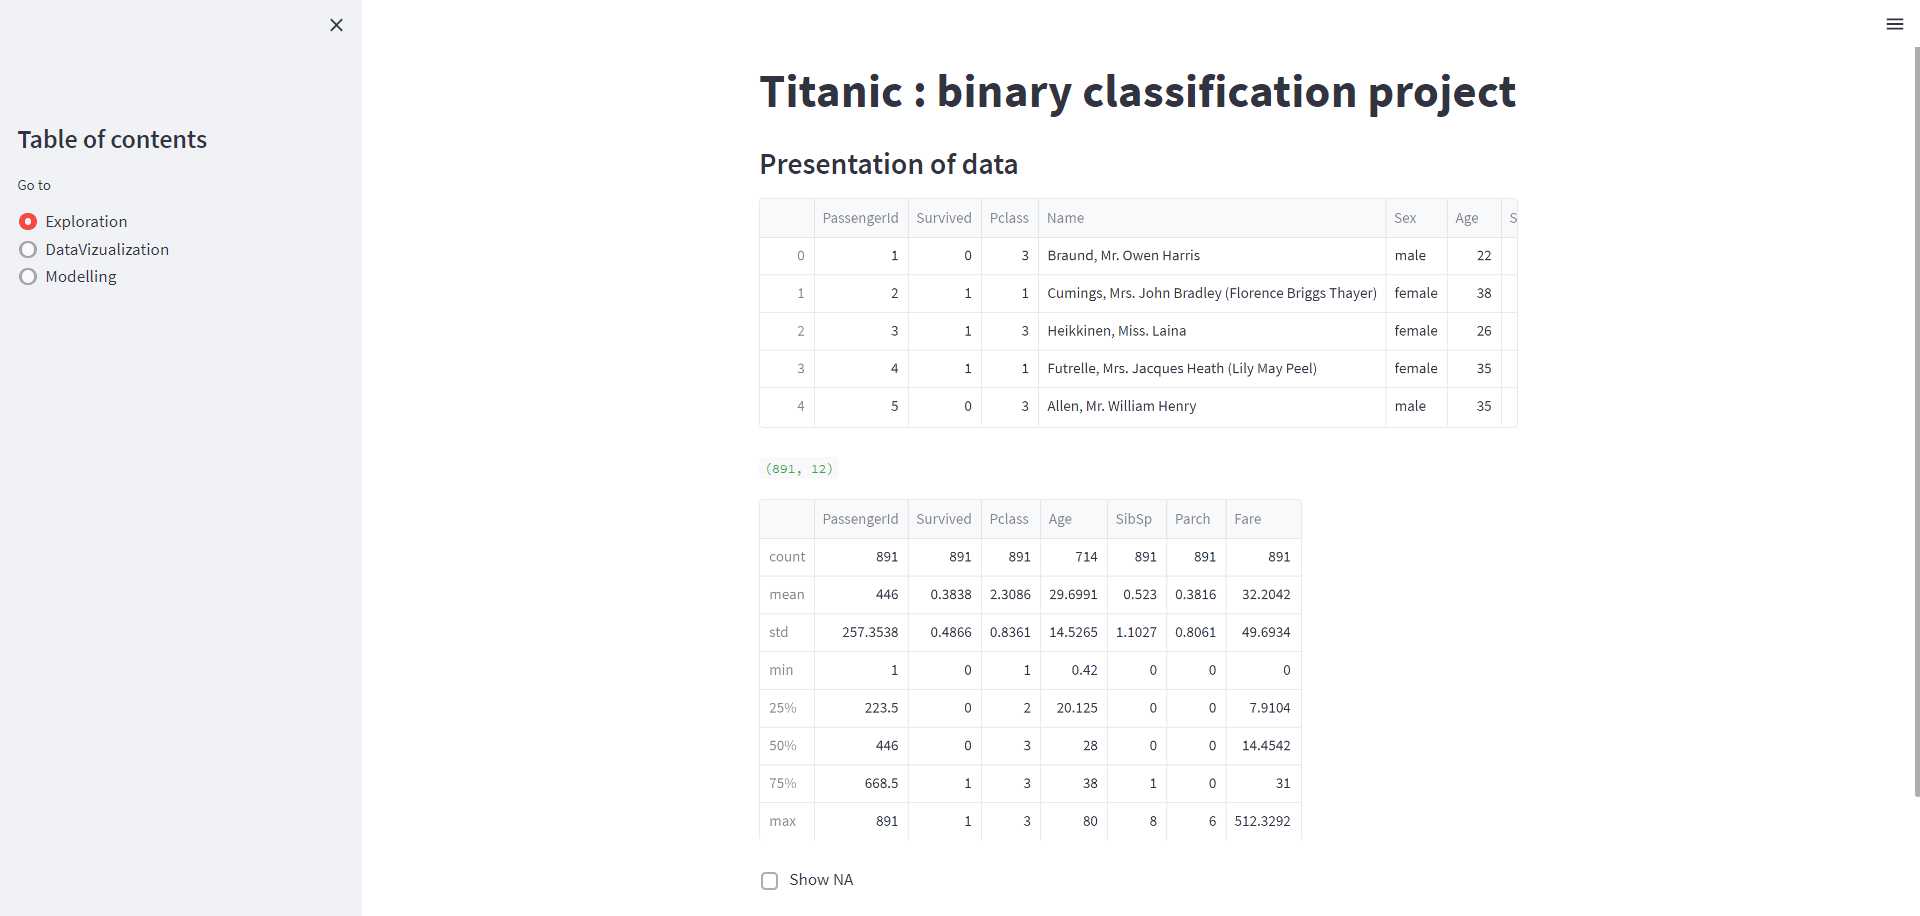 Table of contents
Go to
Exploration
DataVizualization
Modelling
Titanic : binary classification project
Presentation of data
PassengerId Survived Pclass Name Sex Age S
0 1 0 3 Braund, Mr. Owen Harris male 22
1 2 1 1 Cumings, Mrs. John Bradley (Florence Briggs Thayer) female 38
2 3 1 3 Heikkinen, Miss. Laina female 26
3 4 1 1 Futrelle, Mrs. Jacques Heath (Lily May Peel) female 35
4 5 0 3 Allen, Mr. William Henry male 35
(891, 12)
PassengerId Survived Pclass Age SibSp Parch Fare
count 891 891 891 714 891 891 891
mean 446 0.3838 2.3086 29.6991 0.523 0.3816 32.2042
std 257.3538 0.4866 0.8361 14.5265 1.1027 0.8061 49.6934
min 1 0 1 0.42 0 0 0
25% 223.5 0 2 20.125 0 0 7.9104
50% 446 0 3 28 0 0 14.4542
75% 668.5 1 3 38 1 0 31
max 891 1 3 80 8 6 512.3292
Show NA